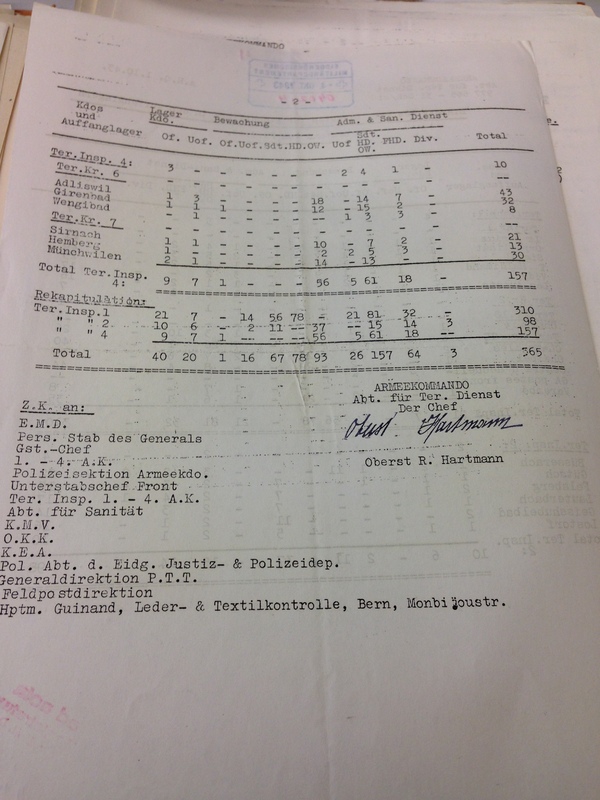 - 2 -
Kdos und Auffanglager Lager Kdo. Bewachung Adm. & San. Dienst Total
Of. Uof. Of. Uof. Sdt. HD. OW. Uof Sdt. HD. OW. FHD. Div.
Ter.Insp. 4:
Ter.Kr. 6 3 - - - - - - 2 4 1 - 10
Adliswil --
Girenbad 1 3 - - - - 18 - 14 7 - 43
Wengibad 1 1 1 - - - 12 - 15 2 - 32
Ter.Kr. 7 - 1 - - - - -- 1 3 3 - 8
Sirnach --
Hemberg 1 1 - - - - 10 - 7 2 - 21
Münchwilen 1 - - - - - 2 2 5 3 - 13
2 1 - - - - 14 - 13 - - 30
Total Ter.Insp. 4: 9 7 1 - - - 56 5 61 18 - 157
Rekapitulation:
Ter.Insp.1 21 7 - 14 56 78 - 21 81 32 - 310
" " 2 10 6 - 2 11 -- 37 -- 15 14 3 98
" " 4 9 7 1 -- -- -- 56 5 61 18 -- 157
Total 40 20 1 16 67 78 93 26 157 64 3 565
ARMEEKOMMANDO
Abt. für Ter. Dienst
Der Chef
Oberst Hartmann
Oberst R. Hartmann
Z.K. an:
E.M.D.
Pers. Stab des Generals
Gst.-Chef
1. - 4. A.K.
Polizeisektion Armeekdo.
Unterstabschef Front
Ter. Insp. 1. - 4. A.K.
Abt. für Sanität
K.M.V.
O.K.K.
K.E.A.
Pol. Abt. d. Eidg. Justiz- & Polizeidep.
Generaldirektion P.T.T.
Feldpostdirektion
Hptm. Guinand, Leder- & Textilkontrolle, Bern, Monbijoustr.